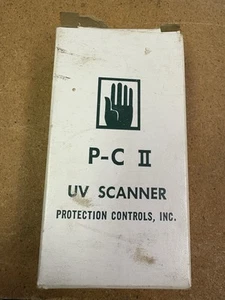 P-C II
UV SCANNER
PROTECTION CONTROLS, INC.